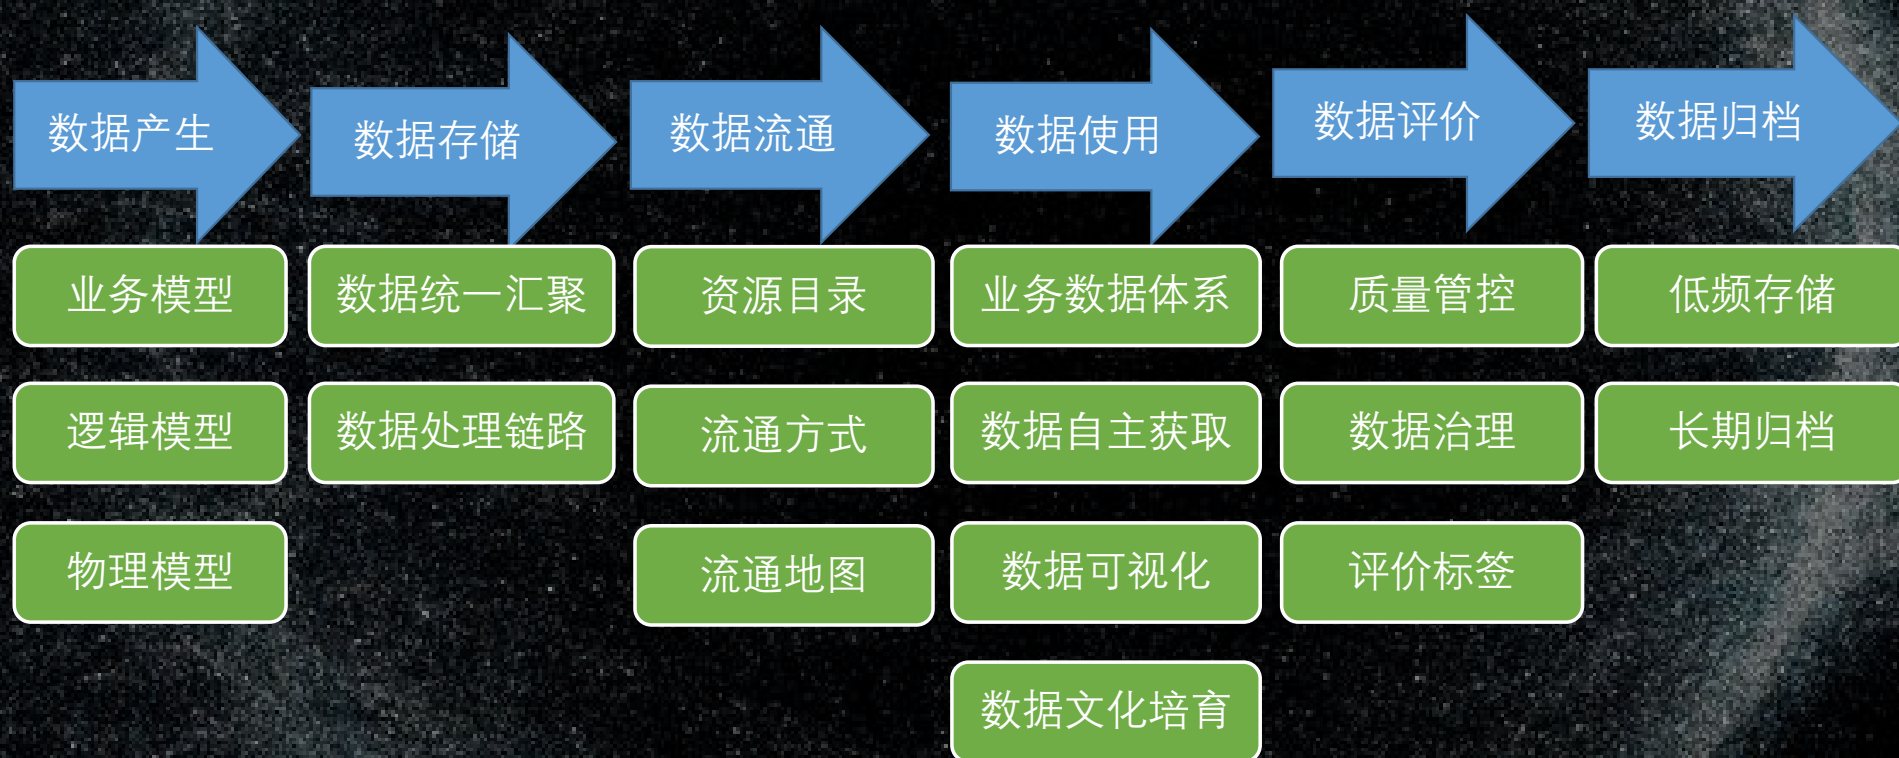 数据产生
数据存储
数据流通
数据使用
数据评价
数据归档
业务模型
数据统一汇聚
资源目录
业务数据体系
质量管控
低频存储
逻辑模型
数据处理链路
流通方式
数据自主获取
数据治理
长期归档
物理模型
流通地图
数据可视化
评价标签
数据文化培育